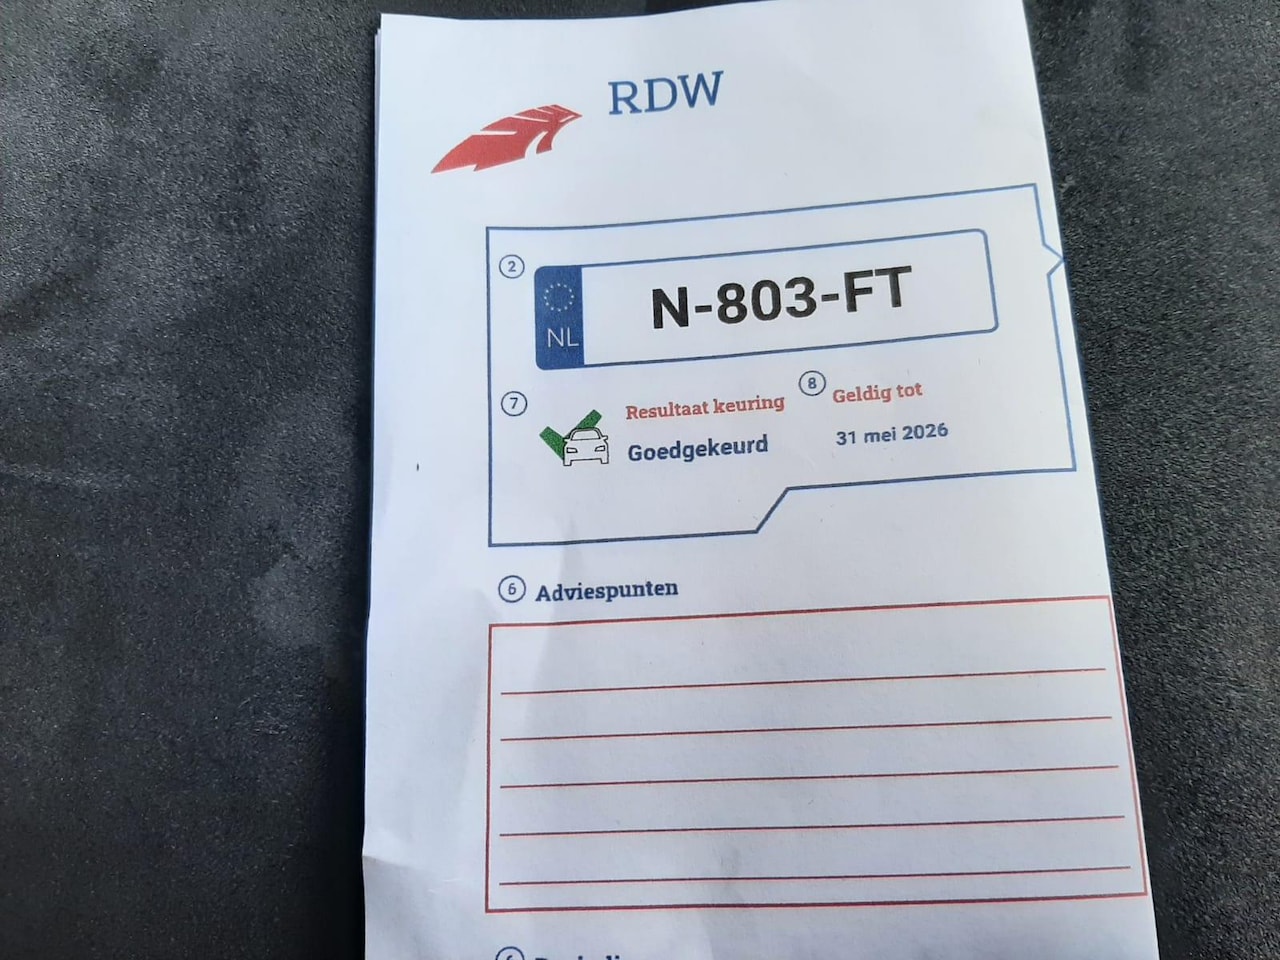 RDW
2
NL
N-803-FT
7
Resultaat keuring
8
Geldig tot
Goedgekeurd
31 mei 2026
6
Adviespunten